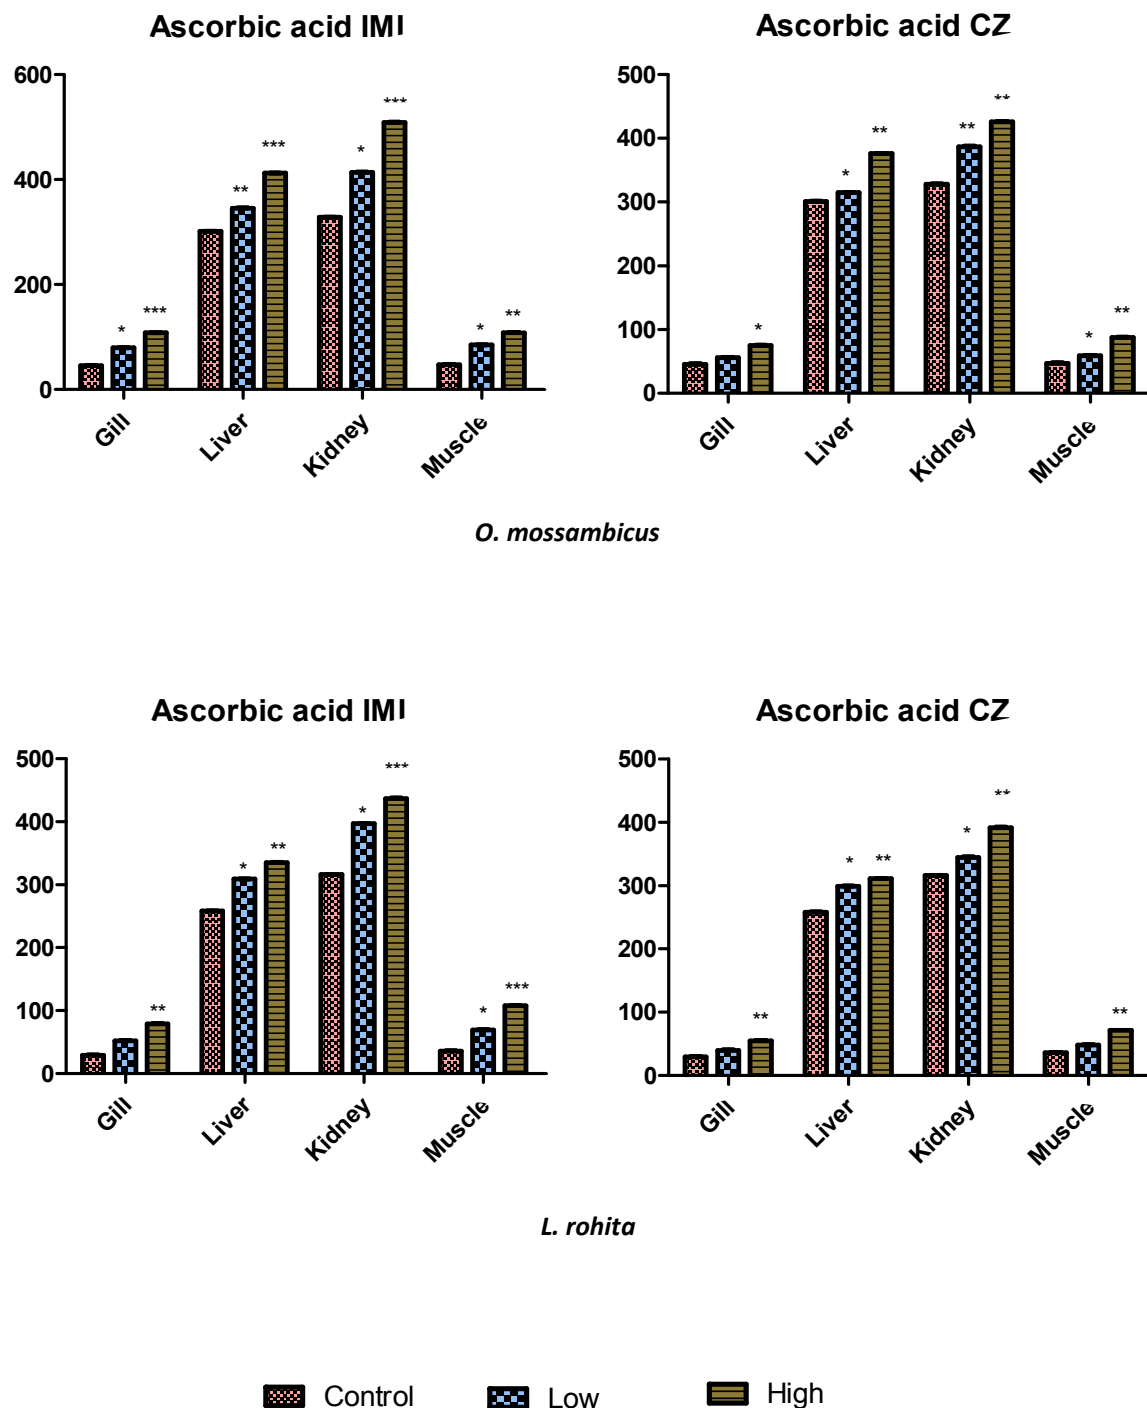 Ascorbic acid IMI
Ascorbic acid CZ
600
400
200
0
* *** ** *** * *** * **
Gill Liver Kidney Muscle
500
400
300
200
100
0
* * ** ** ** * **
Gill Liver Kidney Muscle
O. mossambicus
Ascorbic acid IMI
Ascorbic acid CZ
500
400
300
200
100
0
** * ** * *** * ***
Gill Liver Kidney Muscle
500
400
300
200
100
0
** * ** * ** **
Gill Liver Kidney Muscle
L. rohita
Control Low High